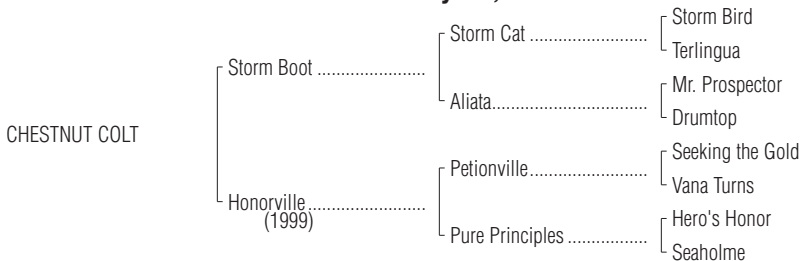 Storm Bird
Storm Cat ............................
Terlingua
Storm Boot .......................
Mr. Prospector
Aliata.....................................
Drumtop
CHESTNUT COLT
Seeking the Gold
Petionville............................
Vana Turns
Honorville............................
(1999)
Hero's Honor
Pure Principles ...................
Seaholme